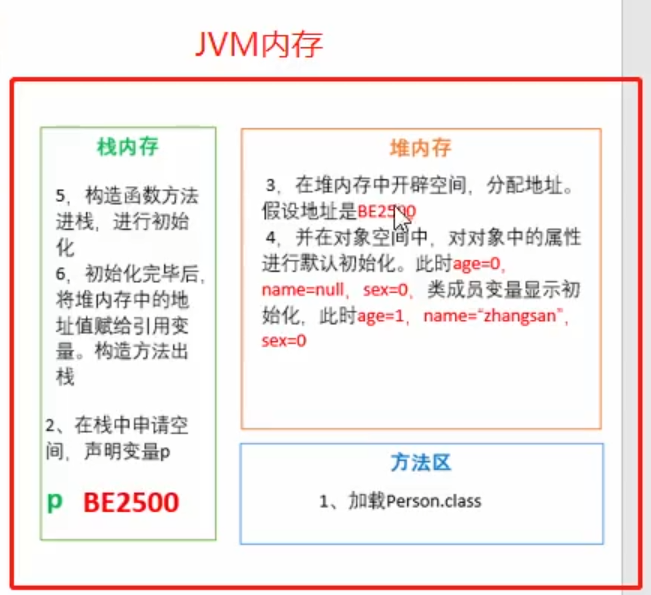 JVM内存
栈内存
5，构造函数方法
进栈，进行初始
化
6，初始化完毕后，
将堆内存中的地
址值赋给引用变
量。构造方法出
栈
2、在栈中申请空
间，声明变量p
p BE2500
堆内存
3，在堆内存中开辟空间，分配地址。
假设地址是BE2500
4，并在对象空间中，对对象中的属性
进行默认初始化。此时age=0，
name=null，sex=0，类成员变量显示初
始化，此时age=1，name=“zhangsan”，
sex=0
方法区
1、加载Person.class